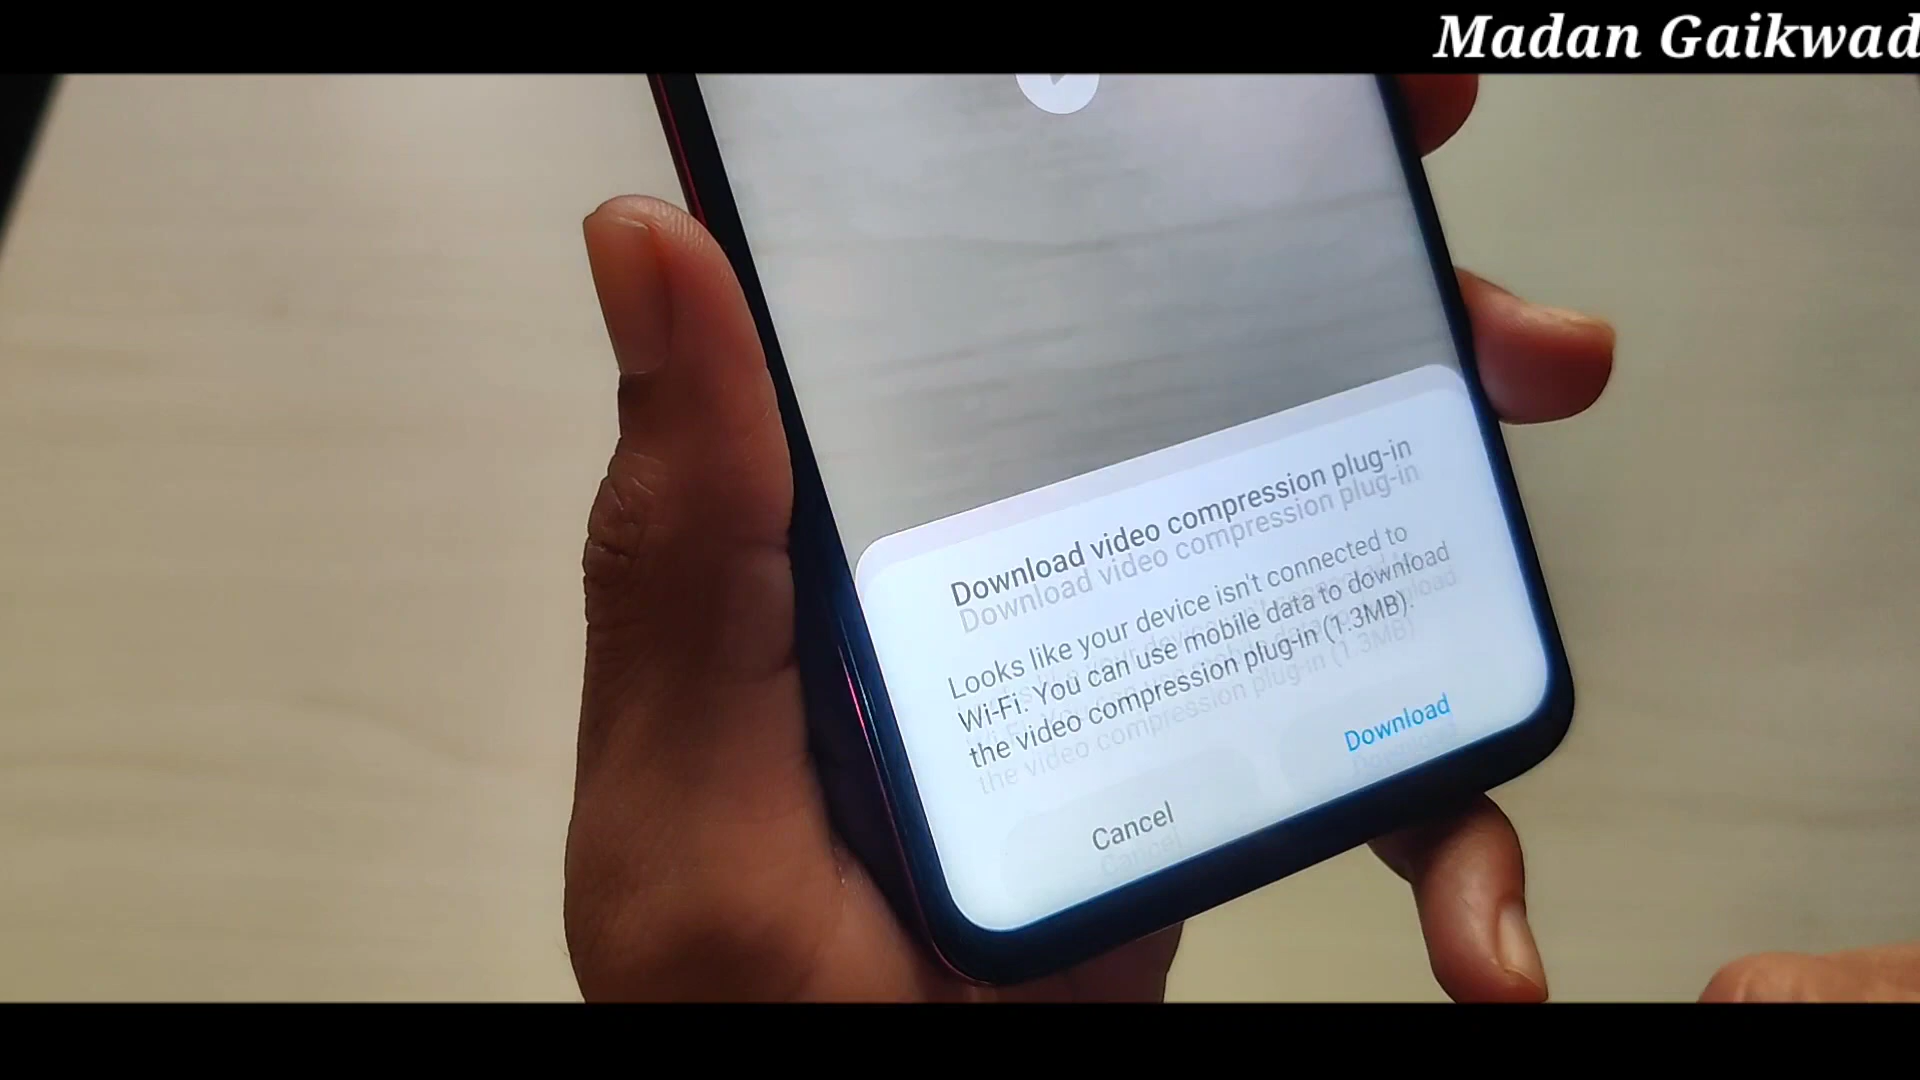 Madan Gaikwad
Download video compression plug-in
Looks like your device isn't connected to
Wi-Fi. You can use mobile data to download
the video compression plug-in (1.3MB).
Download
Cancel